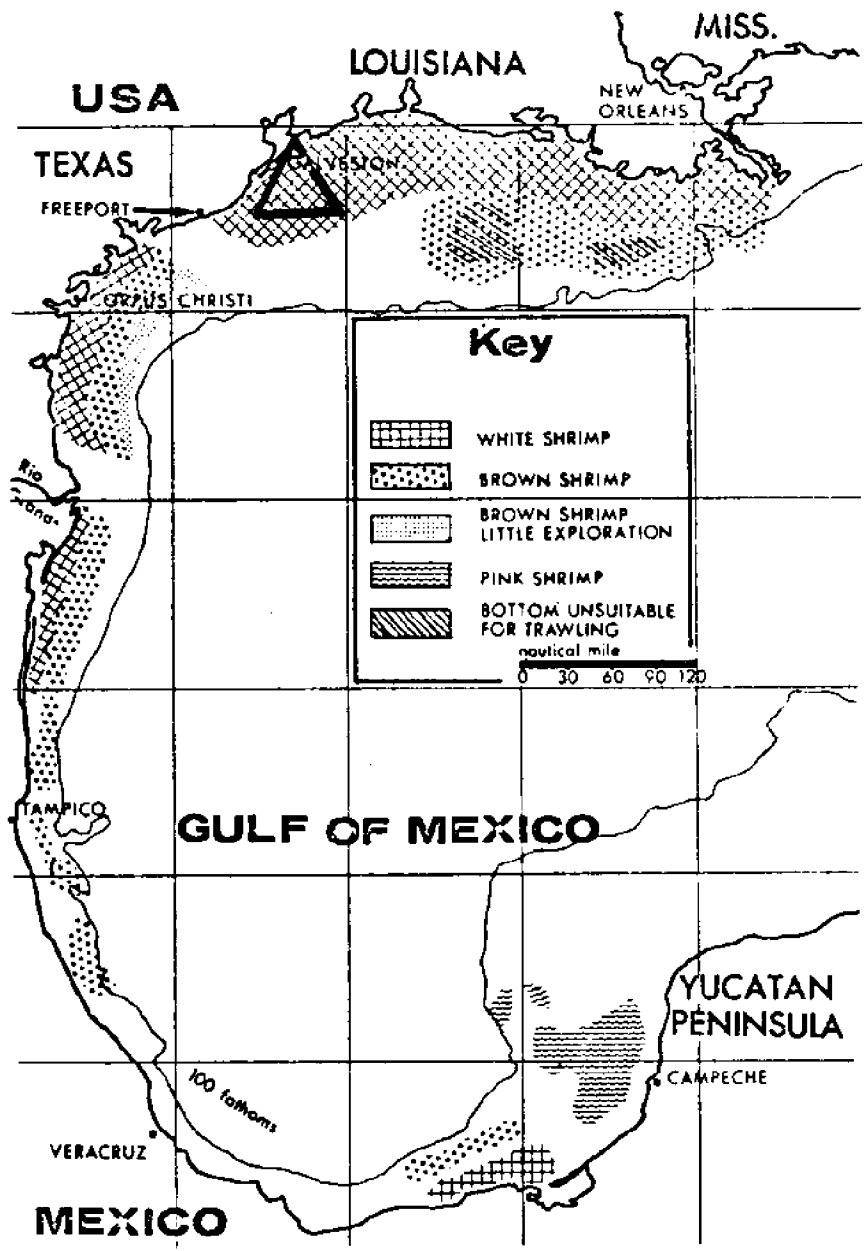 MISS.
LOUISIANA
USA
NEW
ORLEANS
TEXAS
GALVESTON
FREEPORT
CORPUS CHRISTI
Key
WHITE SHRIMP
BROWN SHRIMP
BROWN SHRIMP
LITTLE EXPLORATION
PINK SHRIMP
BOTTOM UNSUITABLE
FOR TRAWLING
nautical mile
0 30 60 90 120
Rio
TAMPICO
GULF OF MEXICO
YUCATAN
PENINSULA
CAMPECHE
100 fathoms
VERACRUZ
MEXICO